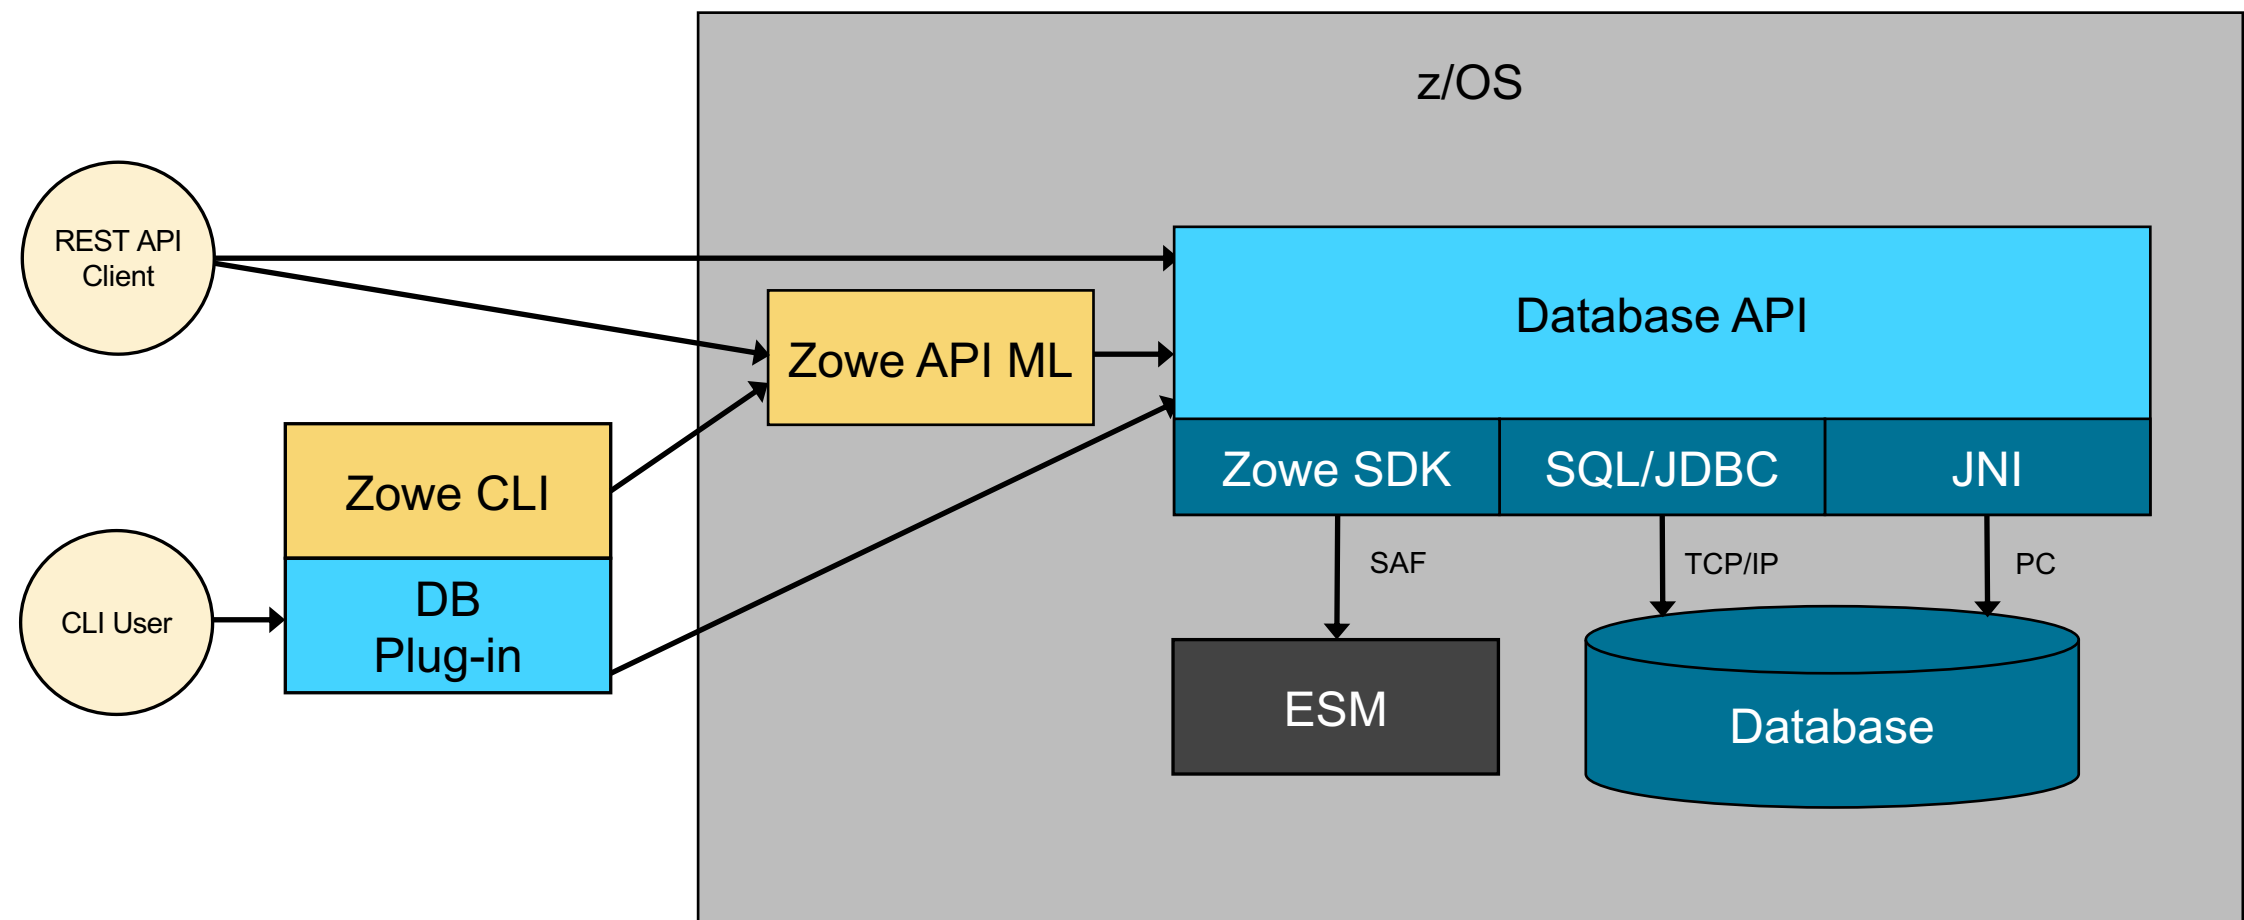 z/OS
REST API
Client
Database API
Zowe API ML
Zowe SDK
SQL/JDBC
JNI
Zowe CLI
SAF
TCP/IP
PC
DB
Plug-in
CLI User
ESM
Database